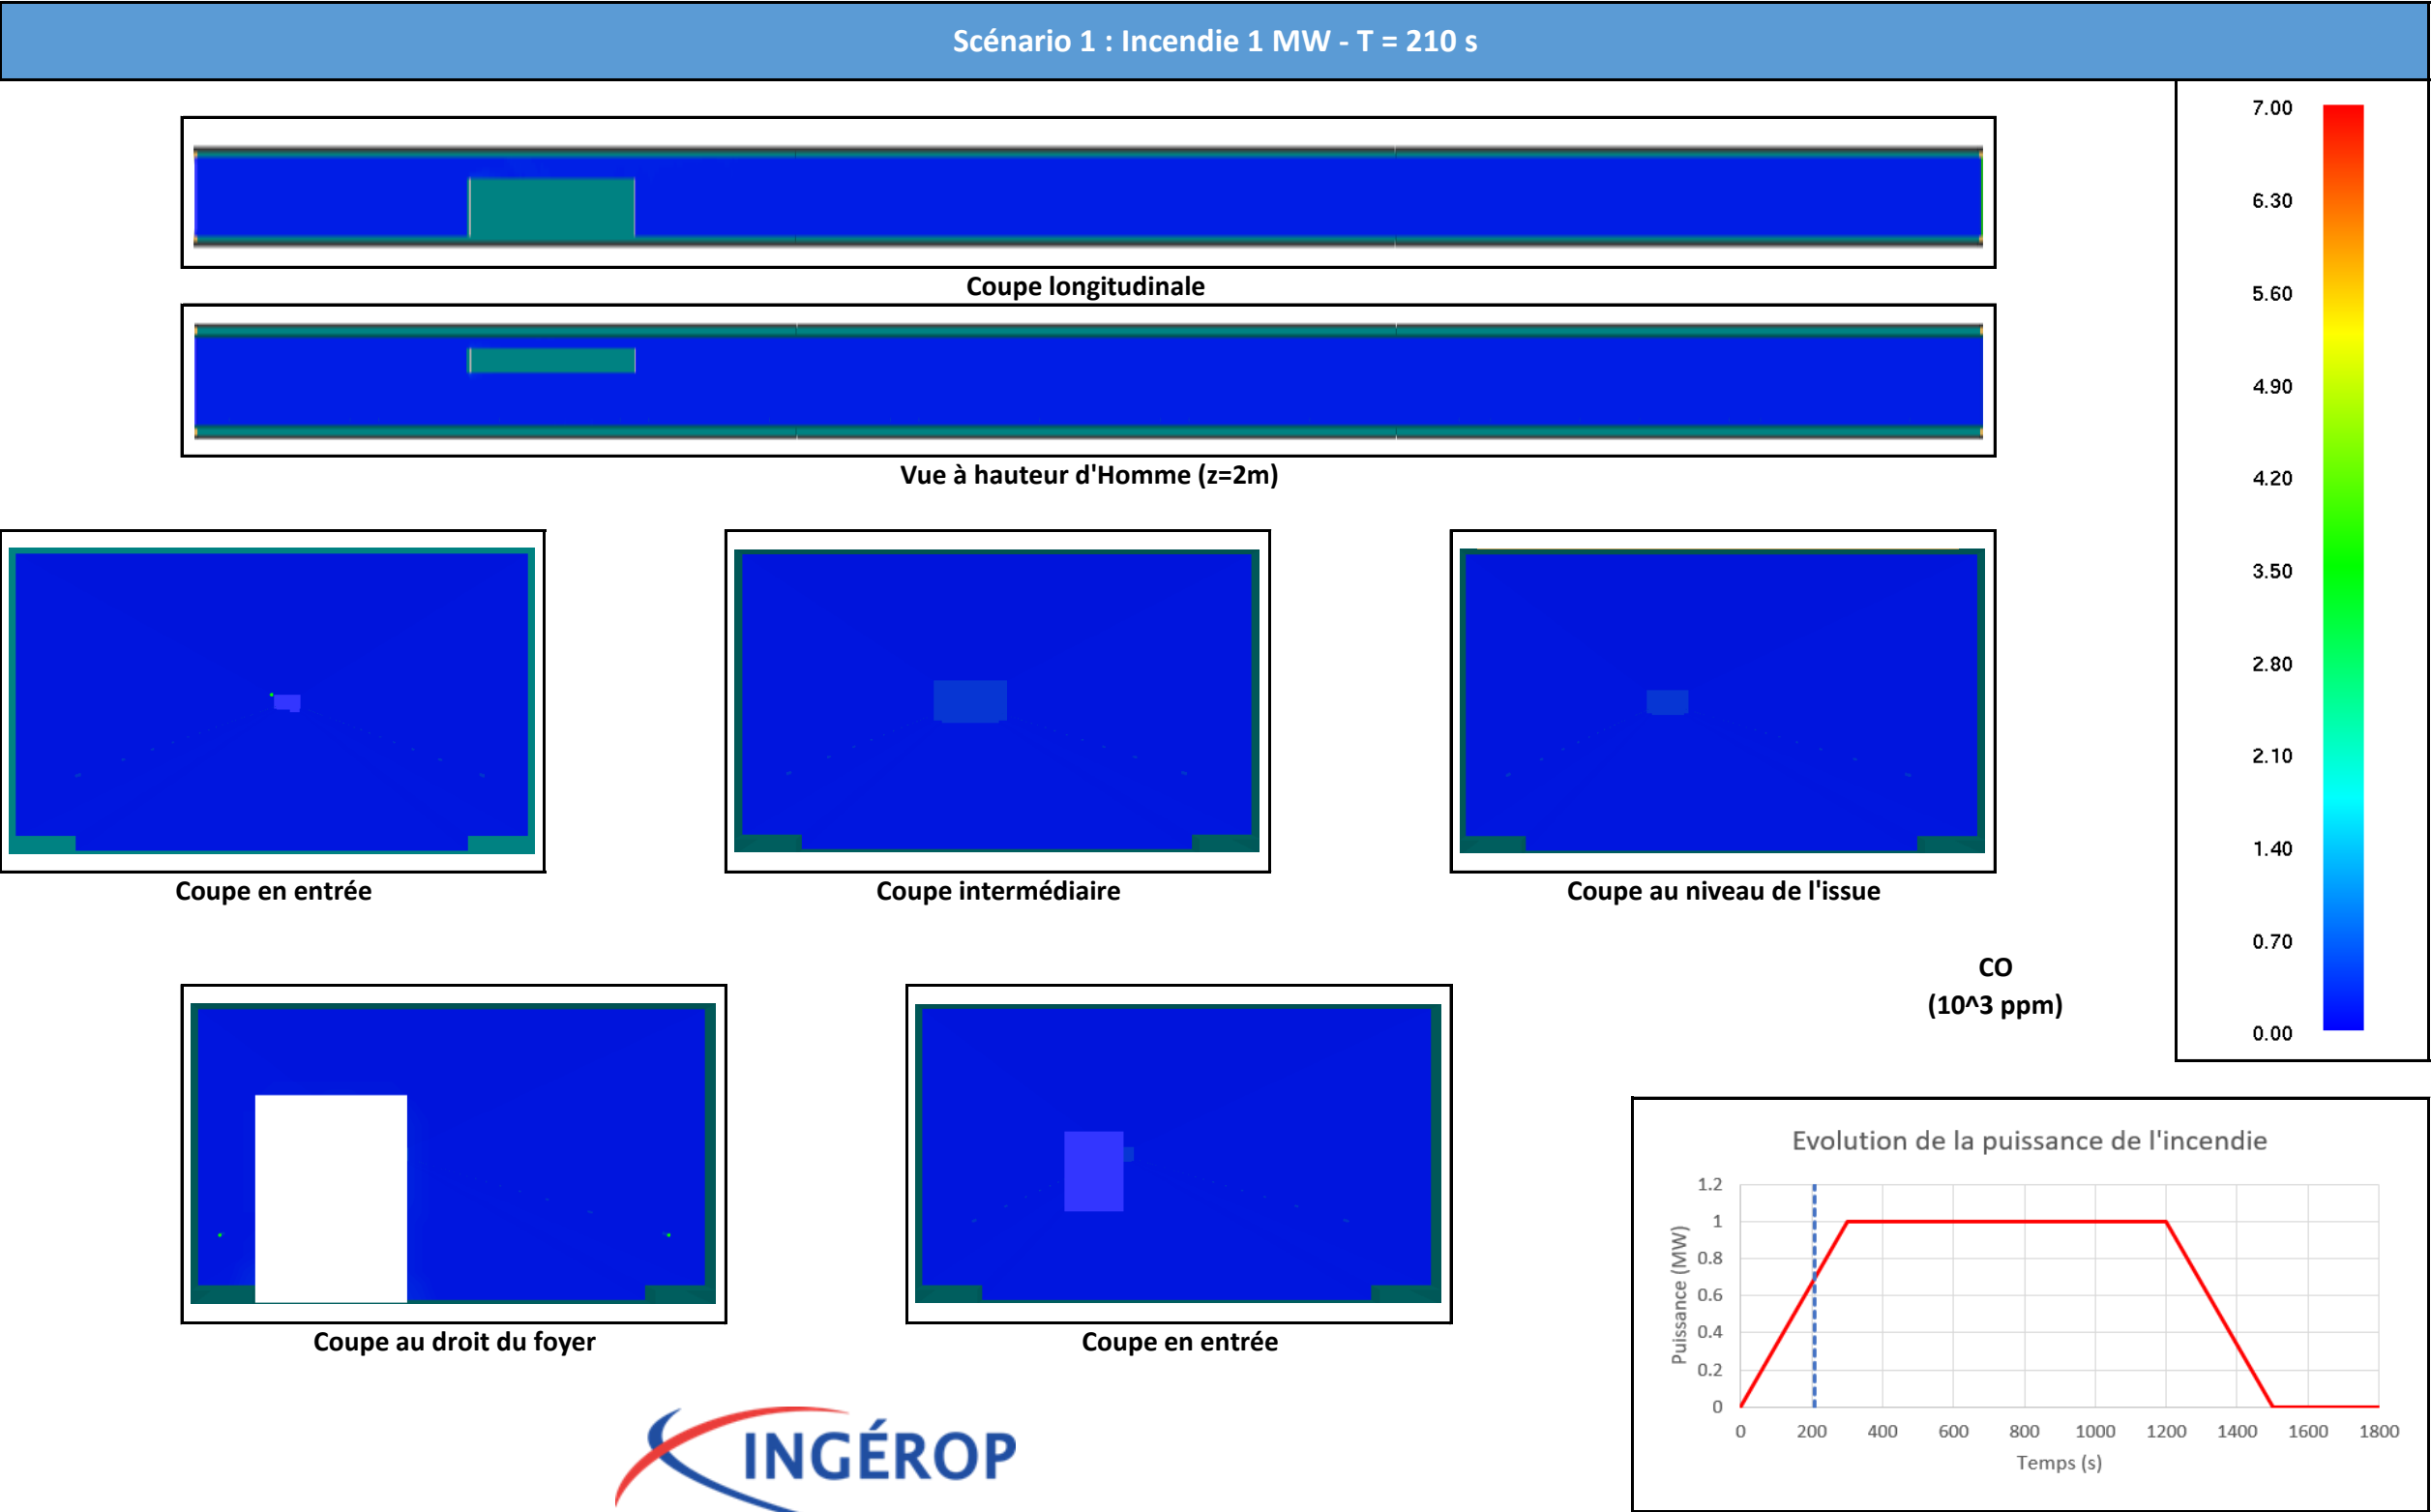 Scénario 1 : Incendie 1 MW - T = 210 s
7.00
6.30
5.60
4.90
4.20
3.50
2.80
2.10
1.40
0.70
0.00
Coupe longitudinale
Vue à hauteur d'Homme (z=2m)
Coupe en entrée
Coupe intermédiaire
Coupe au niveau de l'issue
CO
(10^3 ppm)
Coupe au droit du foyer
Coupe en entrée
Evolution de la puissance de l'incendie
Puissance (MW)
1.2
1
0.8
0.6
0.4
0.2
0
0 200 400 600 800 1000 1200 1400 1600 1800
Temps (s)
INGÉROP